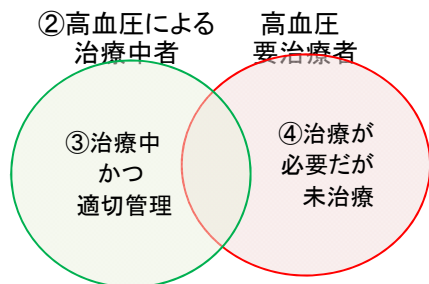 ②高血圧による
治療中者
高血圧
要治療者
③治療中
かつ
適切管理
④治療が
必要だが
未治療